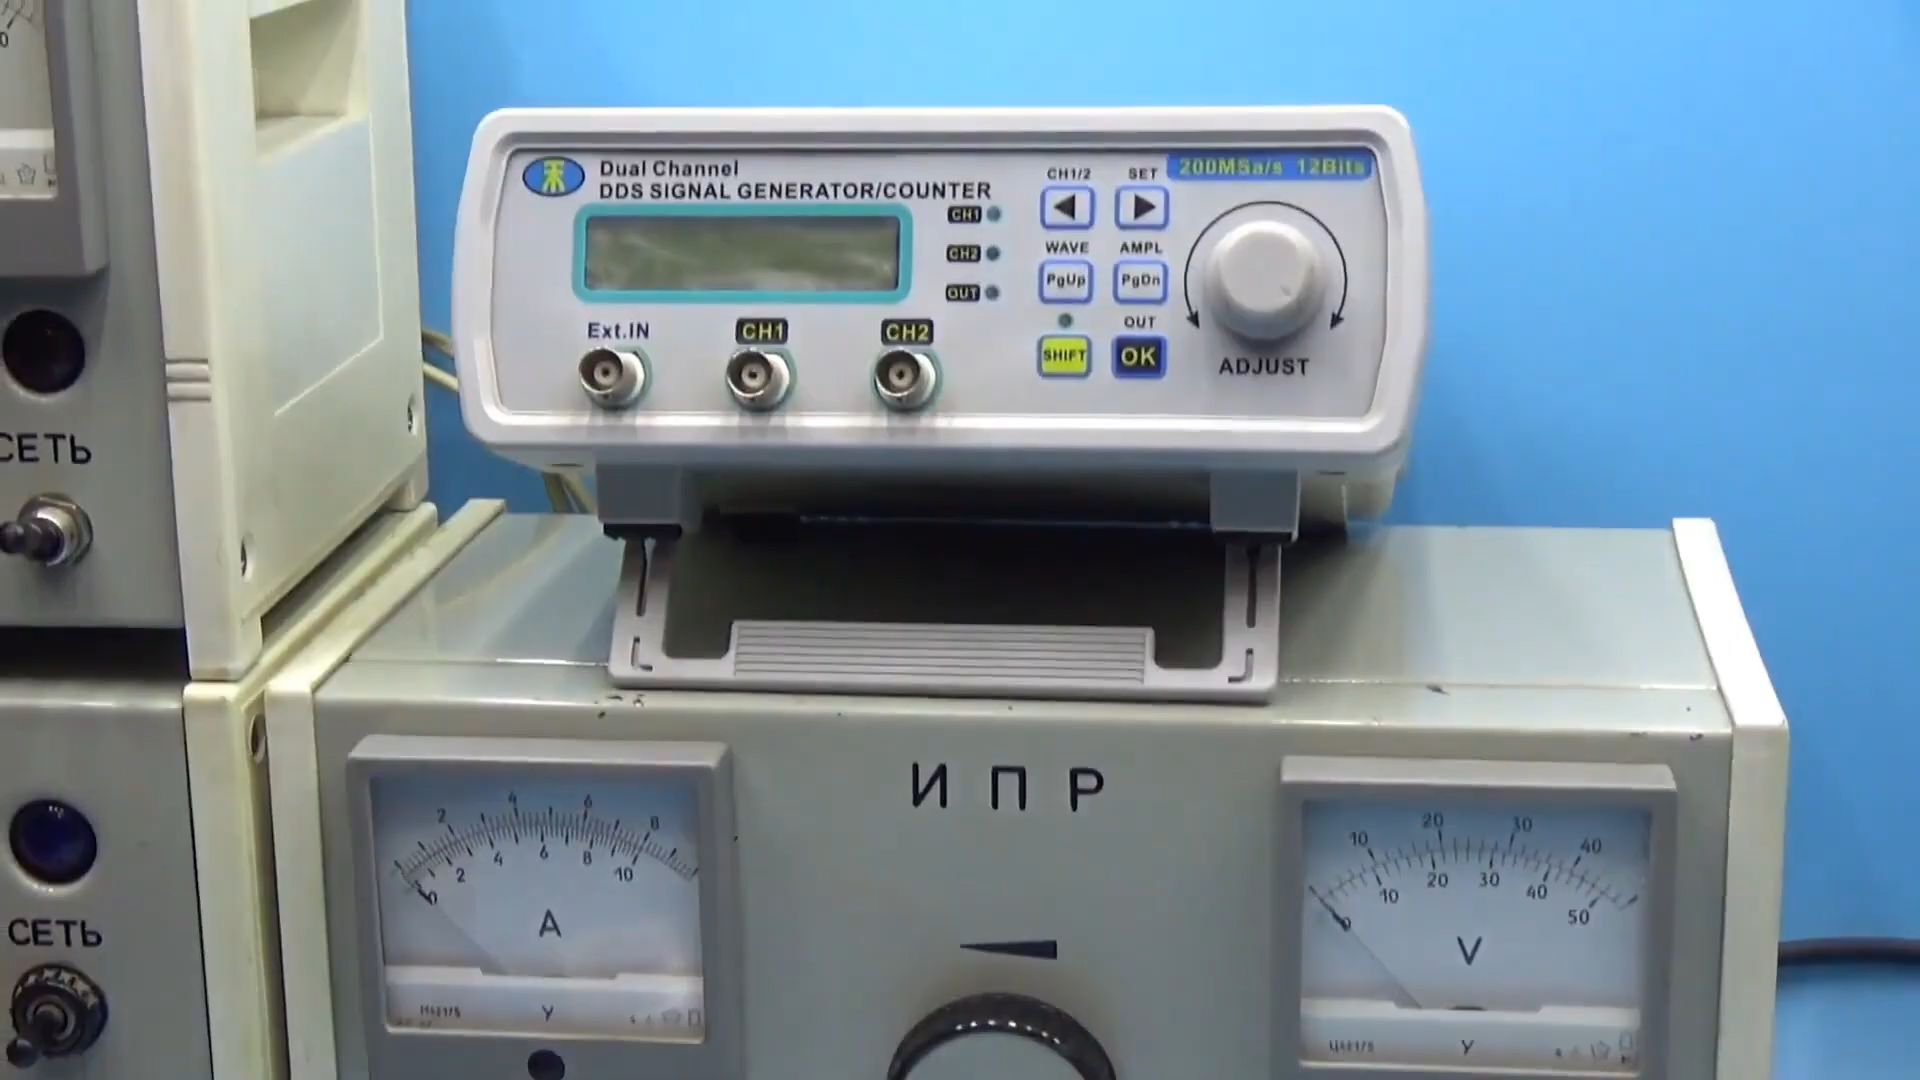 Dual Channel
DDS SIGNAL GENERATOR/COUNTER
200MSa/s 12Bits
CH1/2 SET
CH1
WAVE AMPL
CH2
PgUp PgDn
OUT
OUT
Ext.IN CH1 CH2
SHIFT OK
ADJUST
СЕТЬ
СЕТЬ
И П Р
2 4 6 8
0 2 4 6 8 10
A
У
10 20 30 40
0 10 20 30 40 50
V
У